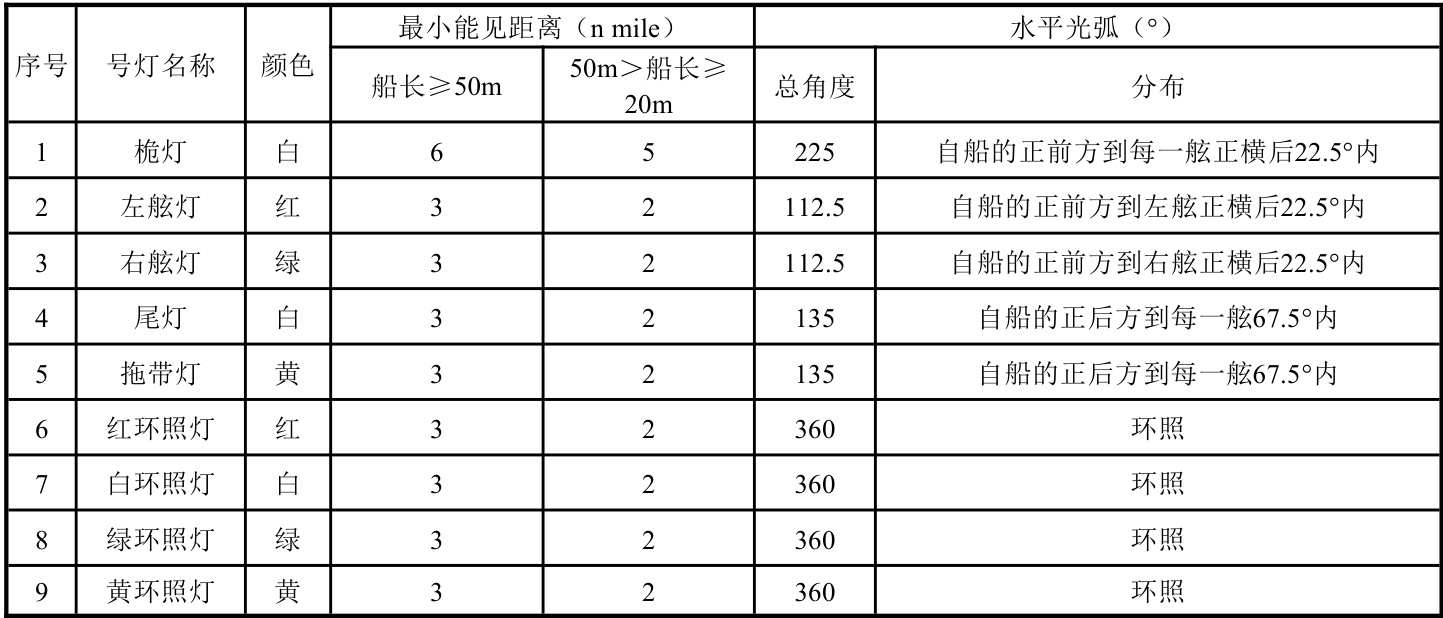 序号 号灯名称 颜色 最小能见距离（n mile） 水平光弧（°）
船长≥50m 50m＞船长≥20m 总角度 分布
1 桅灯 白 6 5 225 自船的正前方到每一舷正横后22.5°内
2 左舷灯 红 3 2 112.5 自船的正前方到左舷正横后22.5°内
3 右舷灯 绿 3 2 112.5 自船的正前方到右舷正横后22.5°内
4 尾灯 白 3 2 135 自船的正后方到每一舷67.5°内
5 拖带灯 黄 3 2 135 自船的正后方到每一舷67.5°内
6 红环照灯 红 3 2 360 环照
7 白环照灯 白 3 2 360 环照
8 绿环照灯 绿 3 2 360 环照
9 黄环照灯 黄 3 2 360 环照